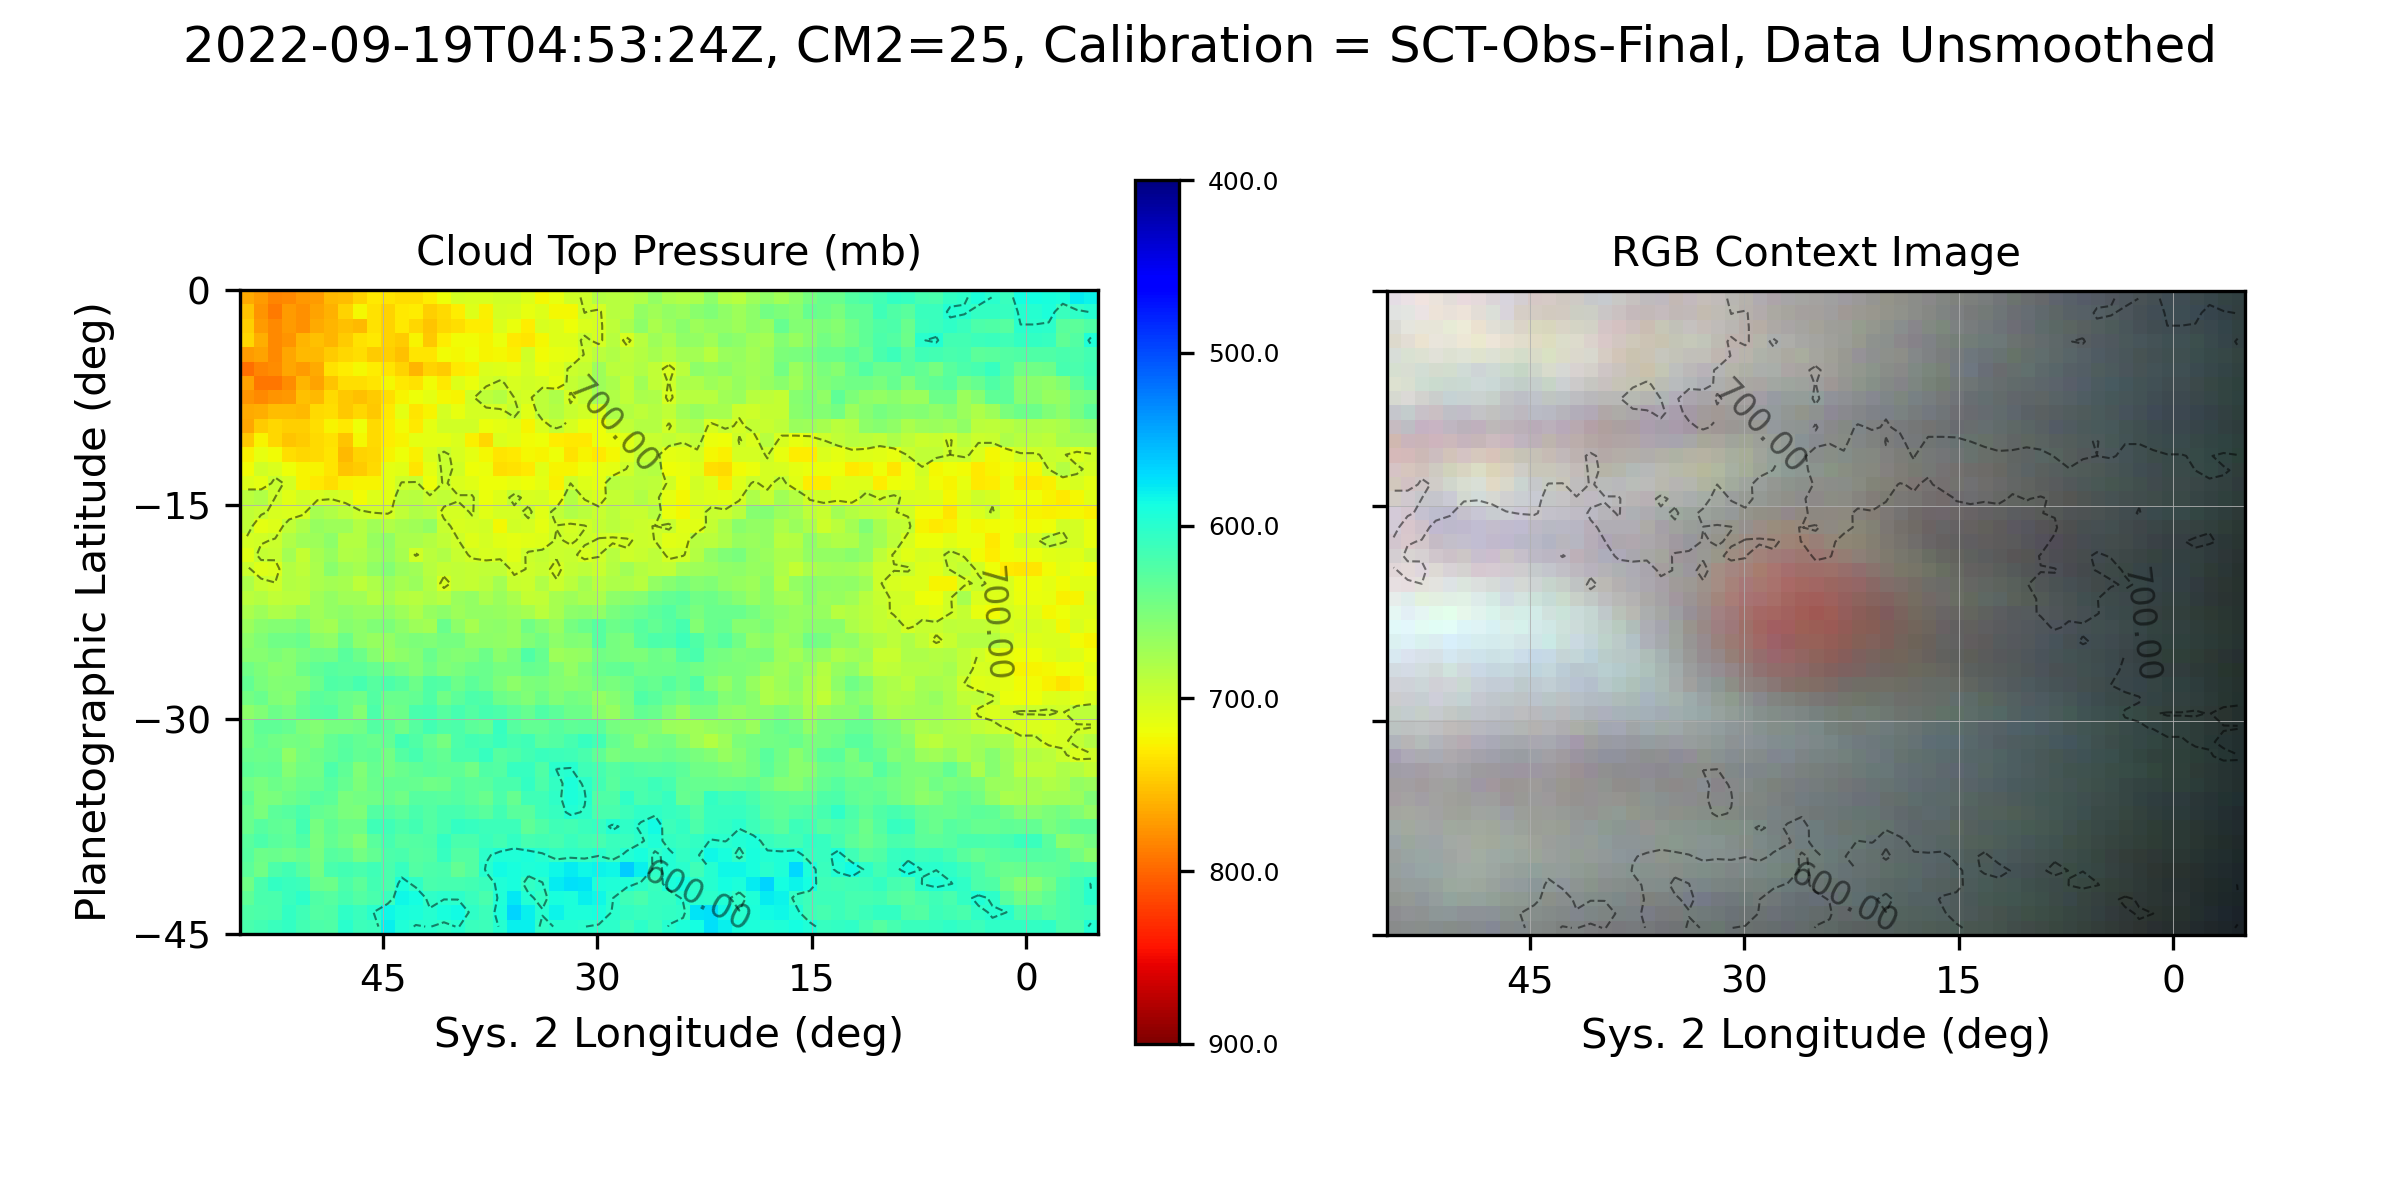 2022-09-19T04:53:24Z, CM2=25, Calibration = SCT-Obs-Final, Data Unsmoothed
Cloud Top Pressure (mb)
RGB Context Image
Planetographic Latitude (deg)
0
−15
−30
−45
45 30 15 0
Sys. 2 Longitude (deg)
700.00
700.00
600.00
400.0
500.0
600.0
700.0
800.0
900.0
700.00
700.00
600.00
45 30 15 0
Sys. 2 Longitude (deg)